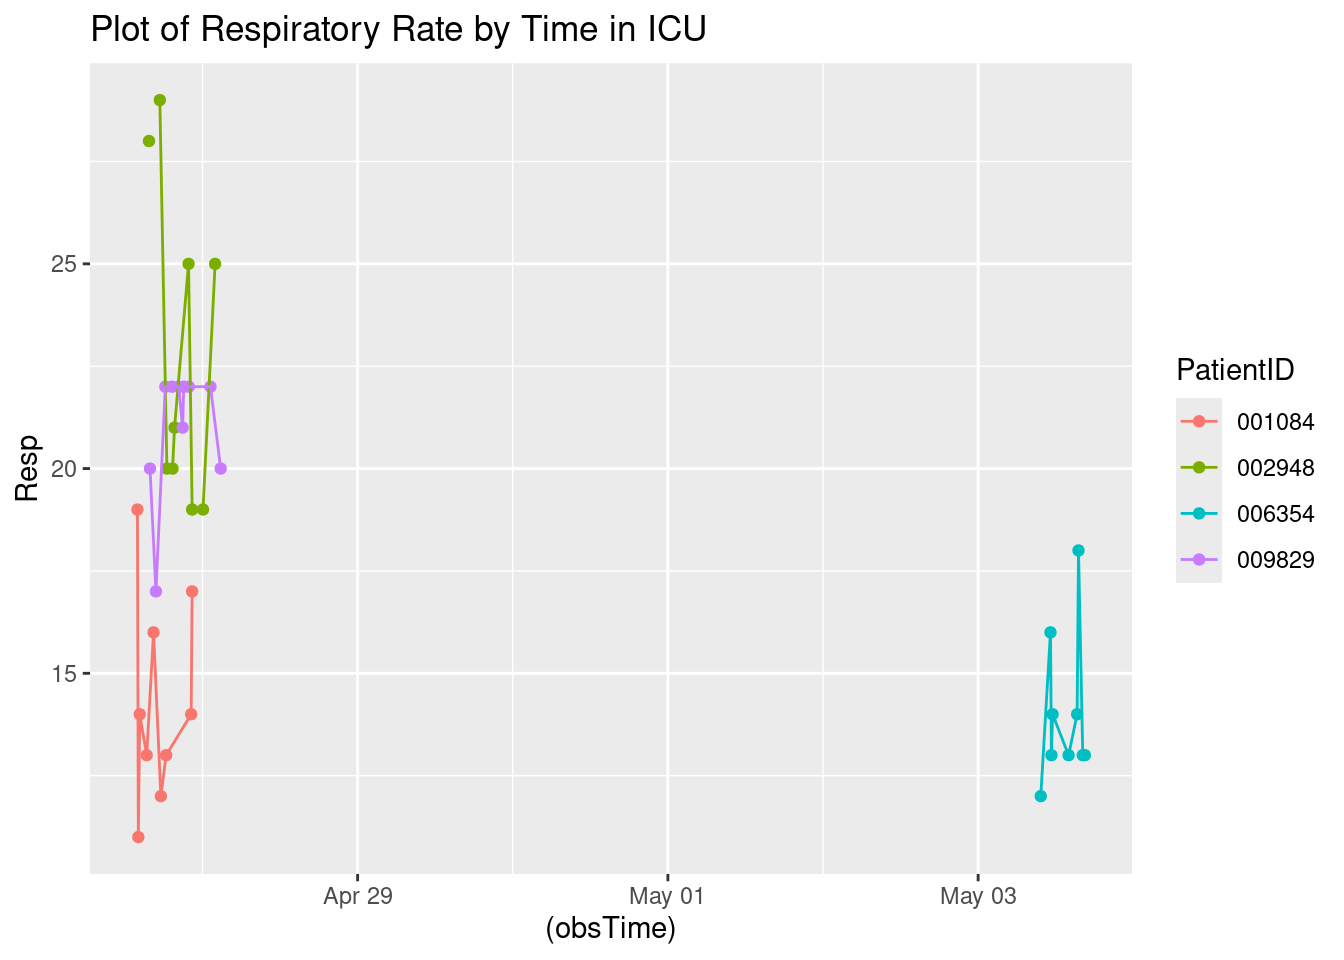 Plot of Respiratory Rate by Time in ICU
Resp
25
20
15
Apr 29
May 01
May 03
(obsTime)
PatientID
001084
002948
006354
009829